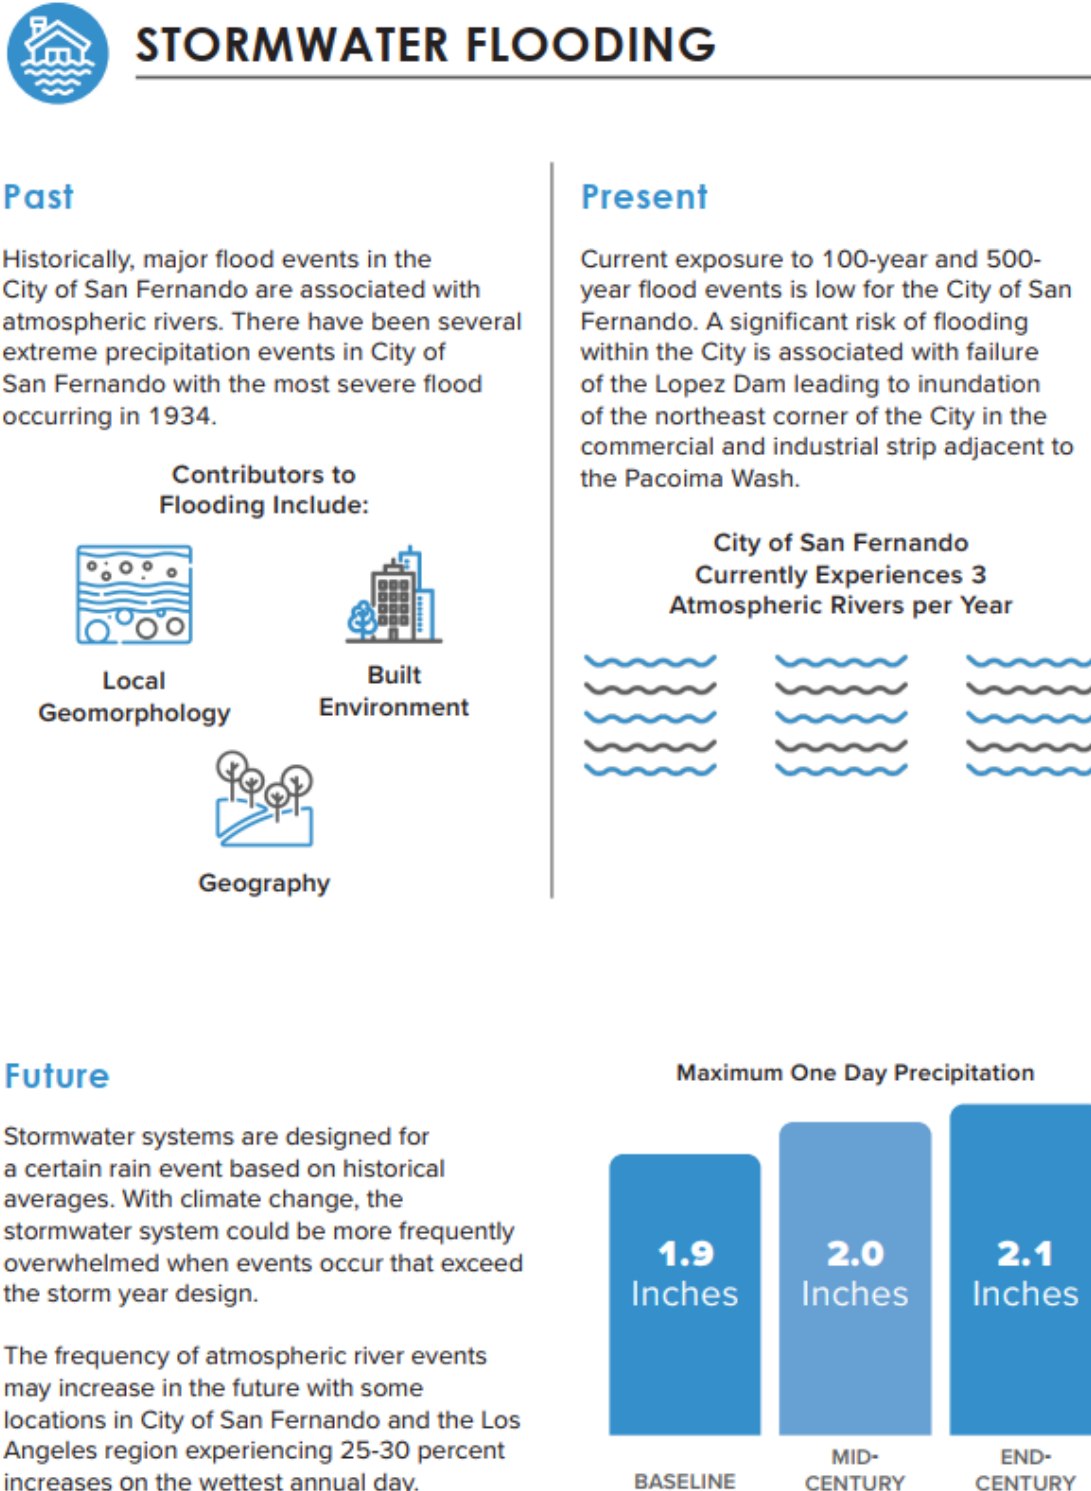 STORMWATER FLOODING
Past
Historically, major flood events in the
City of San Fernando are associated with
atmospheric rivers. There have been several
extreme precipitation events in City of
San Fernando with the most severe flood
occurring in 1934.
Contributors to
Flooding Include:
Local
Geomorphology
Built
Environment
Geography
Present
Current exposure to 100-year and 500-
year flood events is low for the City of San
Fernando. A significant risk of flooding
within the City is associated with failure
of the Lopez Dam leading to inundation
of the northeast corner of the City in the
commercial and industrial strip adjacent to
the Pacoima Wash.
City of San Fernando
Currently Experiences 3
Atmospheric Rivers per Year
Future
Stormwater systems are designed for
a certain rain event based on historical
averages. With climate change, the
stormwater system could be more frequently
overwhelmed when events occur that exceed
the storm year design.
The frequency of atmospheric river events
may increase in the future with some
locations in City of San Fernando and the Los
Angeles region experiencing 25-30 percent
increases on the wettest annual day.
Maximum One Day Precipitation
1.9
Inches
BASELINE
2.0
Inches
MID-
CENTURY
2.1
Inches
END-
CENTURY